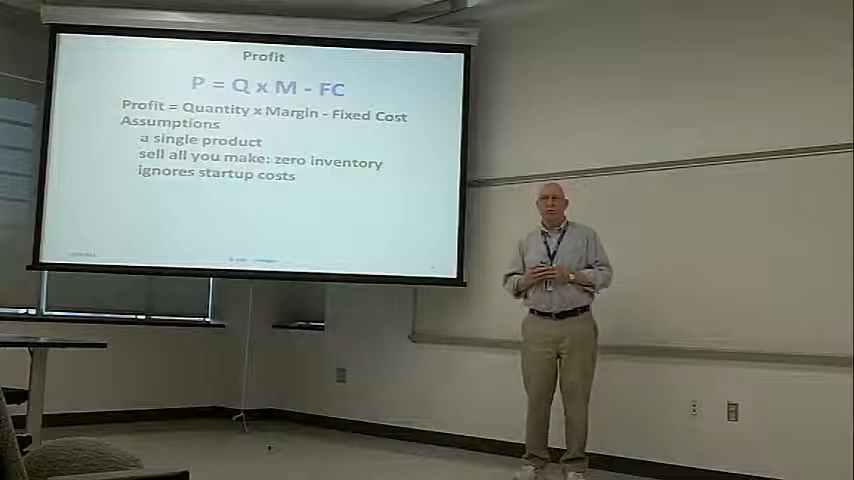 Profit
P = Q x M - FC
Profit = Quantity x Margin - Fixed Cost
Assumptions
a single product
sell all you make: zero inventory
ignores startup costs